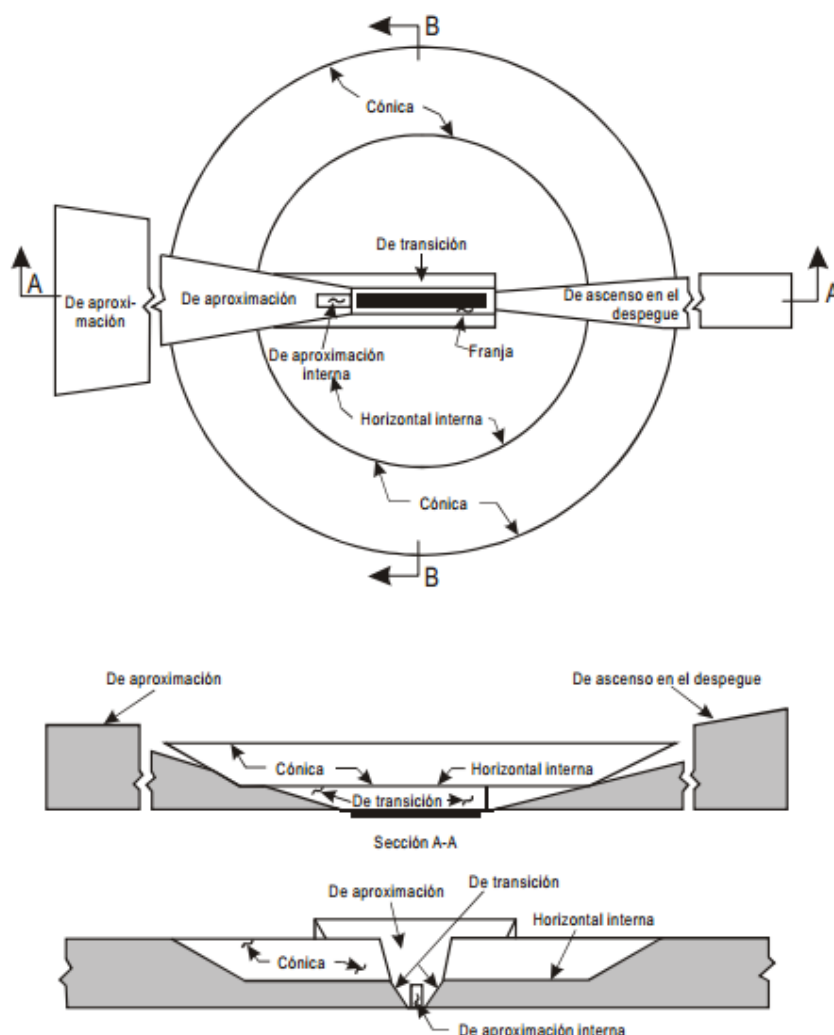 B
Cónica
De transición
A
De aproxi-
mación
De aproximación
De ascenso en el
despegue
A
De aproximación
interna
Franja
Horizontal interna
Cónica
B
De aproximación
De ascenso en el despegue
Cónica
Horizontal interna
De transición
Sección A-A
De aproximación
De transición
Horizontal interna
Cónica
De aproximación interna